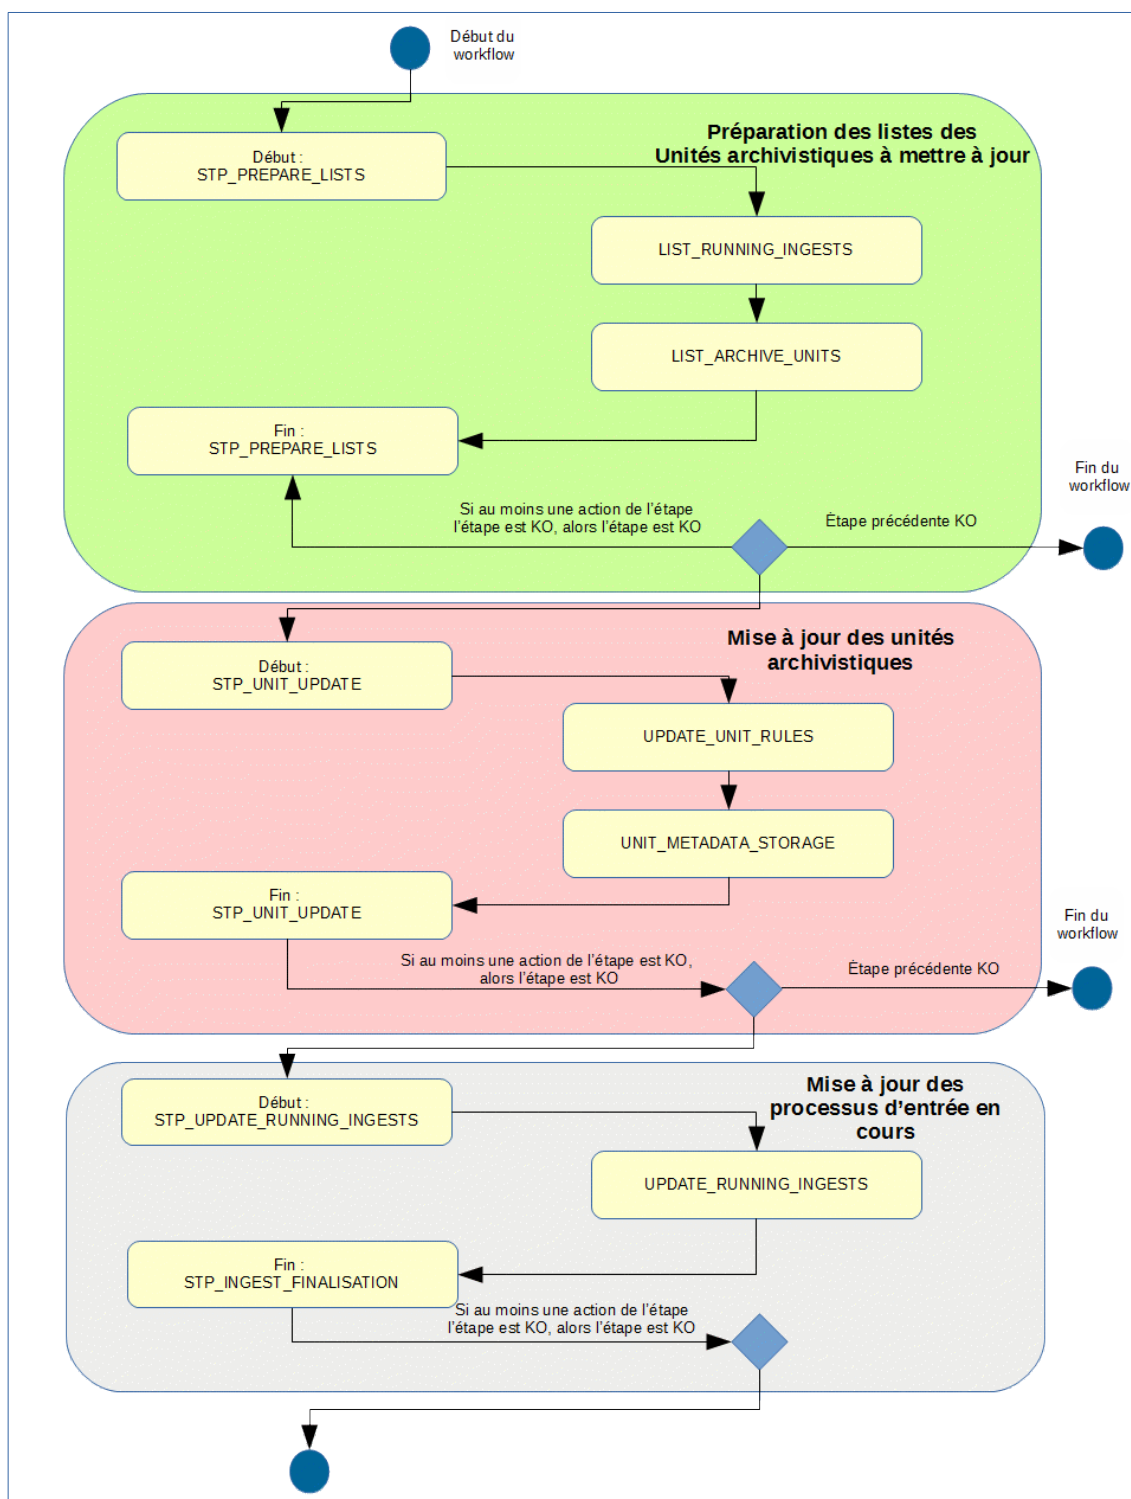 Début du
workflow
Préparation des listes des
Unités archivistiques à mettre à jour
Début :
STP_PREPARE_LISTS
LIST_RUNNING_INGESTS
LIST_ARCHIVE_UNITS
Fin :
STP_PREPARE_LISTS
Fin du
workflow
Si au moins une action de l'étape
l'étape est KO, alors l'étape est KO
Étape précédente KO
Mise à jour des unités
archivistiques
Début :
STP_UNIT_UPDATE
UPDATE_UNIT_RULES
UNIT_METADATA_STORAGE
Fin :
STP_UNIT_UPDATE
Fin du
workflow
Si au moins une action de l'étape est KO,
alors l'étape est KO
Étape précédente KO
Mise à jour des
processus d'entrée en
cours
Début :
STP_UPDATE_RUNNING_INGESTS
UPDATE_RUNNING_INGESTS
Fin :
STP_INGEST_FINALISATION
Si au moins une action de l'étape
l'étape est KO, alors l'étape est KO